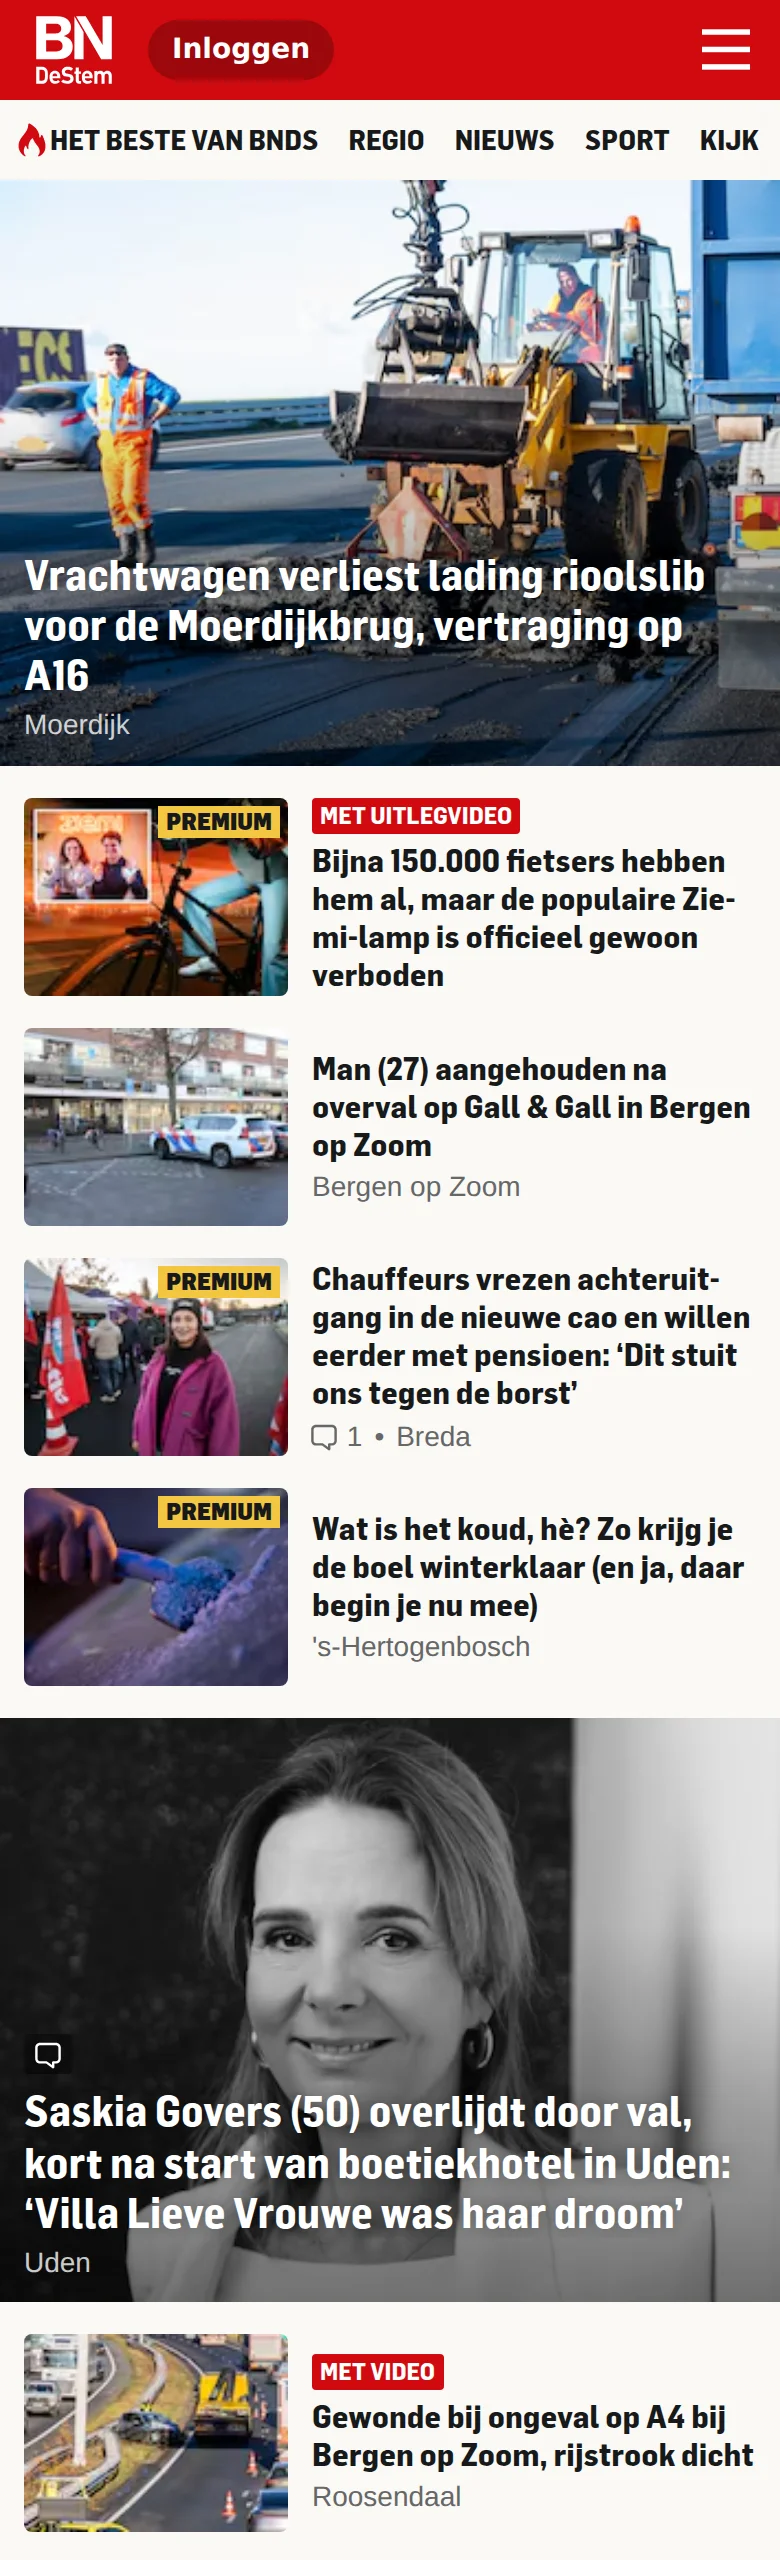 BN
DeStem
Inloggen
HET BESTE VAN BNDS REGIO NIEUWS SPORT KIJK
Vrachtwagen verliest lading rioolslib
voor de Moerdijkbrug, vertraging op
A16
Moerdijk
PREMIUM
MET UITLEGVIDEO
Bijna 150.000 fietsers hebben
hem al, maar de populaire Zie-
mi-lamp is officieel gewoon
verboden
Man (27) aangehouden na
overval op Gall & Gall in Bergen
op Zoom
Bergen op Zoom
PREMIUM
Chauffeurs vrezen achteruit-
gang in de nieuwe cao en willen
eerder met pensioen: ‘Dit stuit
ons tegen de borst’
1 • Breda
PREMIUM
Wat is het koud, hè? Zo krijg je
de boel winterklaar (en ja, daar
begin je nu mee)
's-Hertogenbosch
Saskia Govers (50) overlijdt door val,
kort na start van boetiekhotel in Uden:
‘Villa Lieve Vrouwe was haar droom’
Uden
MET VIDEO
Gewonde bij ongeval op A4 bij
Bergen op Zoom, rijstrook dicht
Roosendaal